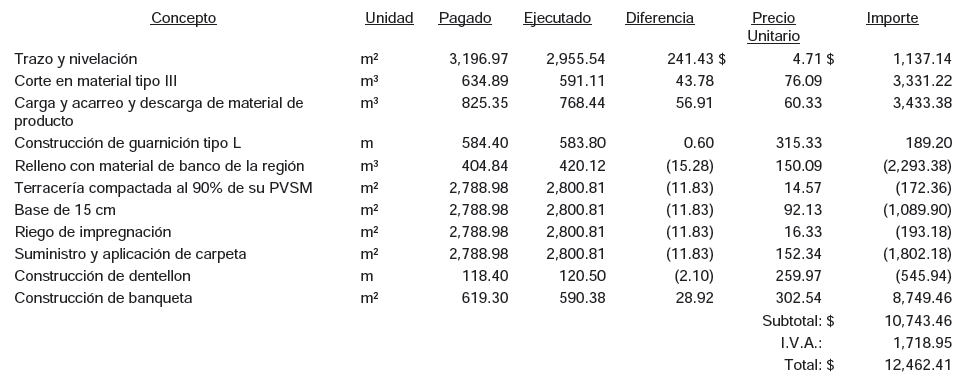 Concepto Unidad Pagado Ejecutado Diferencia Precio Unitario Importe
Trazo y nivelación m² 3,196.97 2,955.54 241.43 $ 4.71 $ 1,137.14
Corte en material tipo III m³ 634.89 591.11 43.78 76.09 3,331.22
Carga y acarreo y descarga de material de m³ 825.35 768.44 56.91 60.33 3,433.38
producto
Construcción de guarnición tipo L m 584.40 583.80 0.60 315.33 189.20
Relleno con material de banco de la región m³ 404.84 420.12 (15.28) 150.09 (2,293.38)
Terracería compactada al 90% de su PVSM m² 2,788.98 2,800.81 (11.83) 14.57 (172.36)
Base de 15 cm m² 2,788.98 2,800.81 (11.83) 92.13 (1,089.90)
Riego de impregnación m² 2,788.98 2,800.81 (11.83) 16.33 (193.18)
Suministro y aplicación de carpeta m² 2,788.98 2,800.81 (11.83) 152.34 (1,802.18)
Construcción de dentellon m 118.40 120.50 (2.10) 259.97 (545.94)
Construcción de banqueta m² 619.30 590.38 28.92 302.54 8,749.46
Subtotal: $ 10,743.46
I.V.A.: 1,718.95
Total: $ 12,462.41